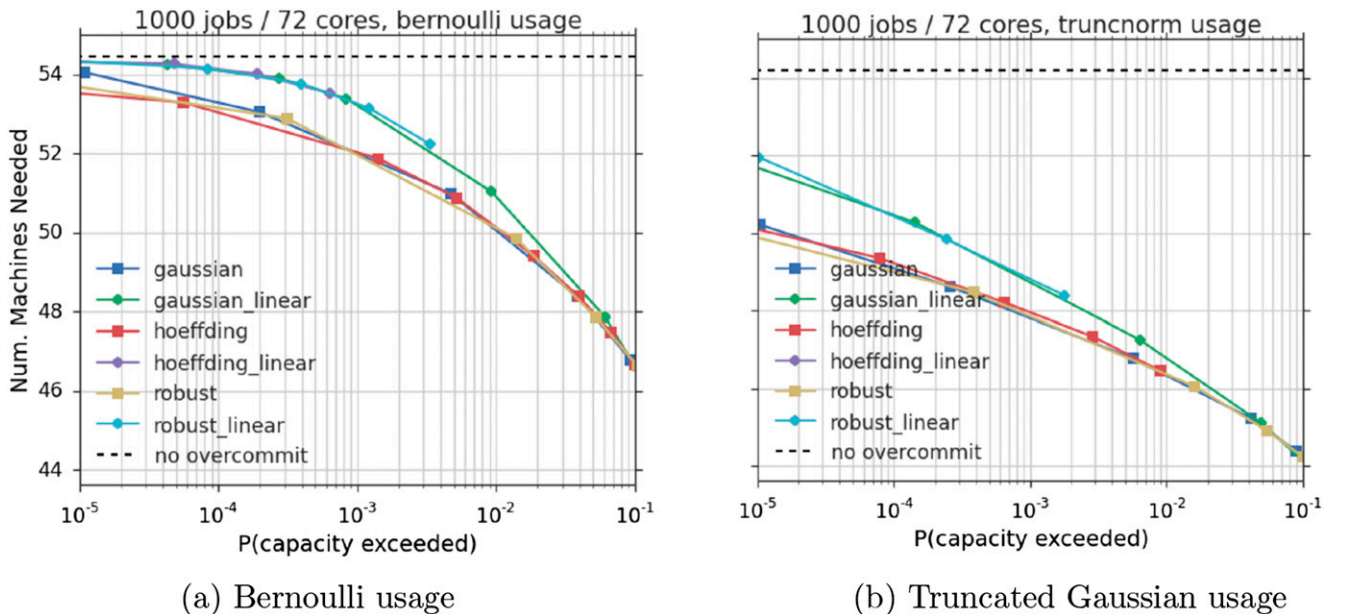 1000 jobs / 72 cores, bernoulli usage
Num. Machines Needed
54
52
50
48
46
44
gaussian
gaussian_linear
hoeffding
hoeffding_linear
robust
robust_linear
no overcommit
10-5
10-4
10-3
10-2
10-1
P(capacity exceeded)
(a) Bernoulli usage
1000 jobs / 72 cores, truncnorm usage
gaussian
gaussian_linear
hoeffding
hoeffding_linear
robust
robust_linear
no overcommit
10-5
10-4
10-3
10-2
10-1
P(capacity exceeded)
(b) Truncated Gaussian usage